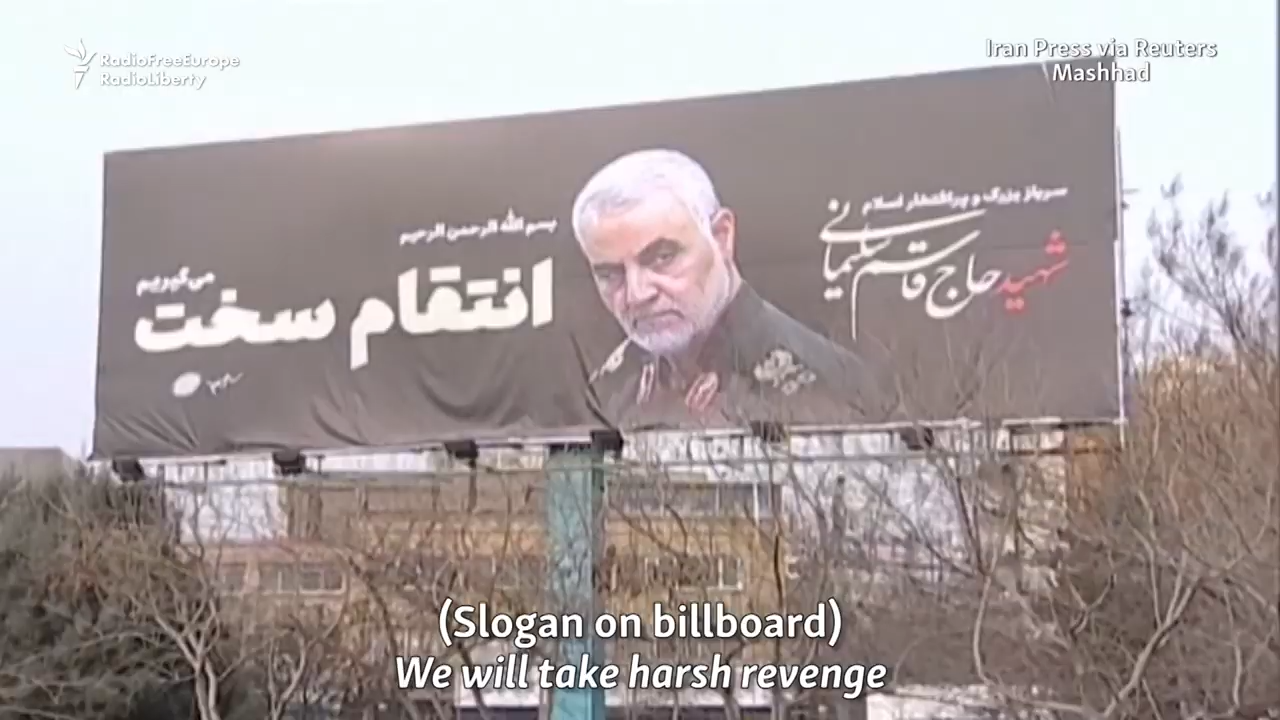 RadioFreeEurope
RadioLiberty
Iran Press via Reuters
Mashhad
سرباز بزرگ و پرافتخار اسلام
شهید حاج قاسم سلیمانی
بسم الله الرحمن الرحیم
انتقام سخت
می‌گیریم
(Slogan on billboard)
We will take harsh revenge